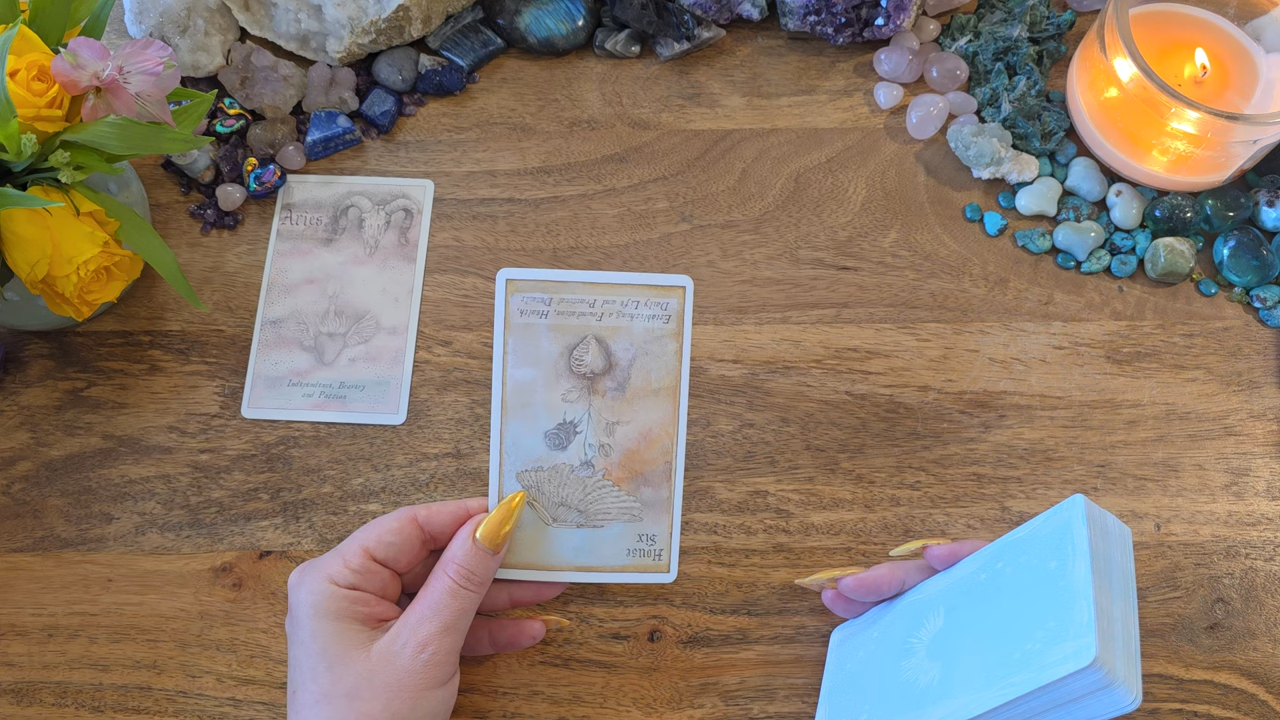 Aries
Independence, Bravery
and Passion
House
Six
Establishing a Foundation, Health,
Daily Life and Practical Details